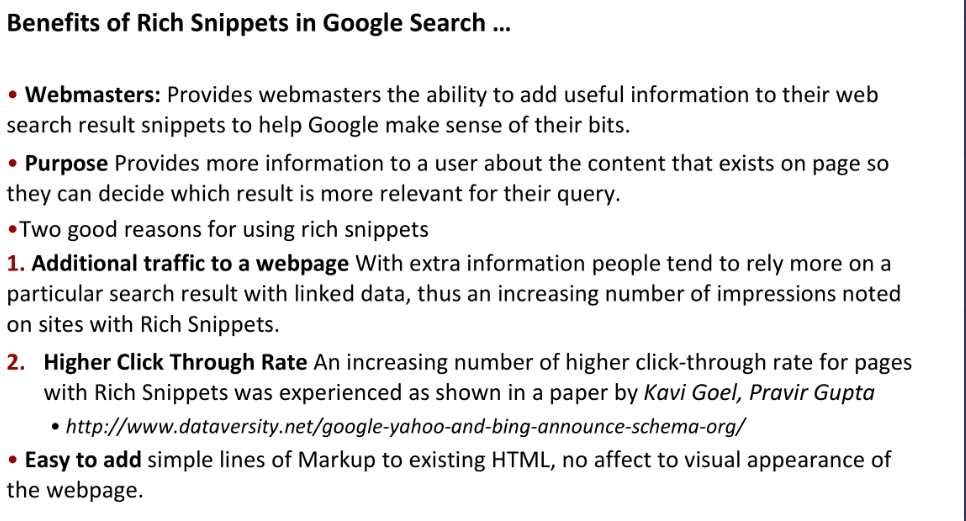 Benefits of Rich Snippets in Google Search ...
• Webmasters: Provides webmasters the ability to add useful information to their web
search result snippets to help Google make sense of their bits.
• Purpose Provides more information to a user about the content that exists on page so
they can decide which result is more relevant for their query.
•Two good reasons for using rich snippets
1. Additional traffic to a webpage With extra information people tend to rely more on a
particular search result with linked data, thus an increasing number of impressions noted
on sites with Rich Snippets.
2. Higher Click Through Rate An increasing number of higher click-through rate for pages
with Rich Snippets was experienced as shown in a paper by Kavi Goel, Pravir Gupta
• http://www.dataversity.net/google-yahoo-and-bing-announce-schema-org/
• Easy to add simple lines of Markup to existing HTML, no affect to visual appearance of
the webpage.